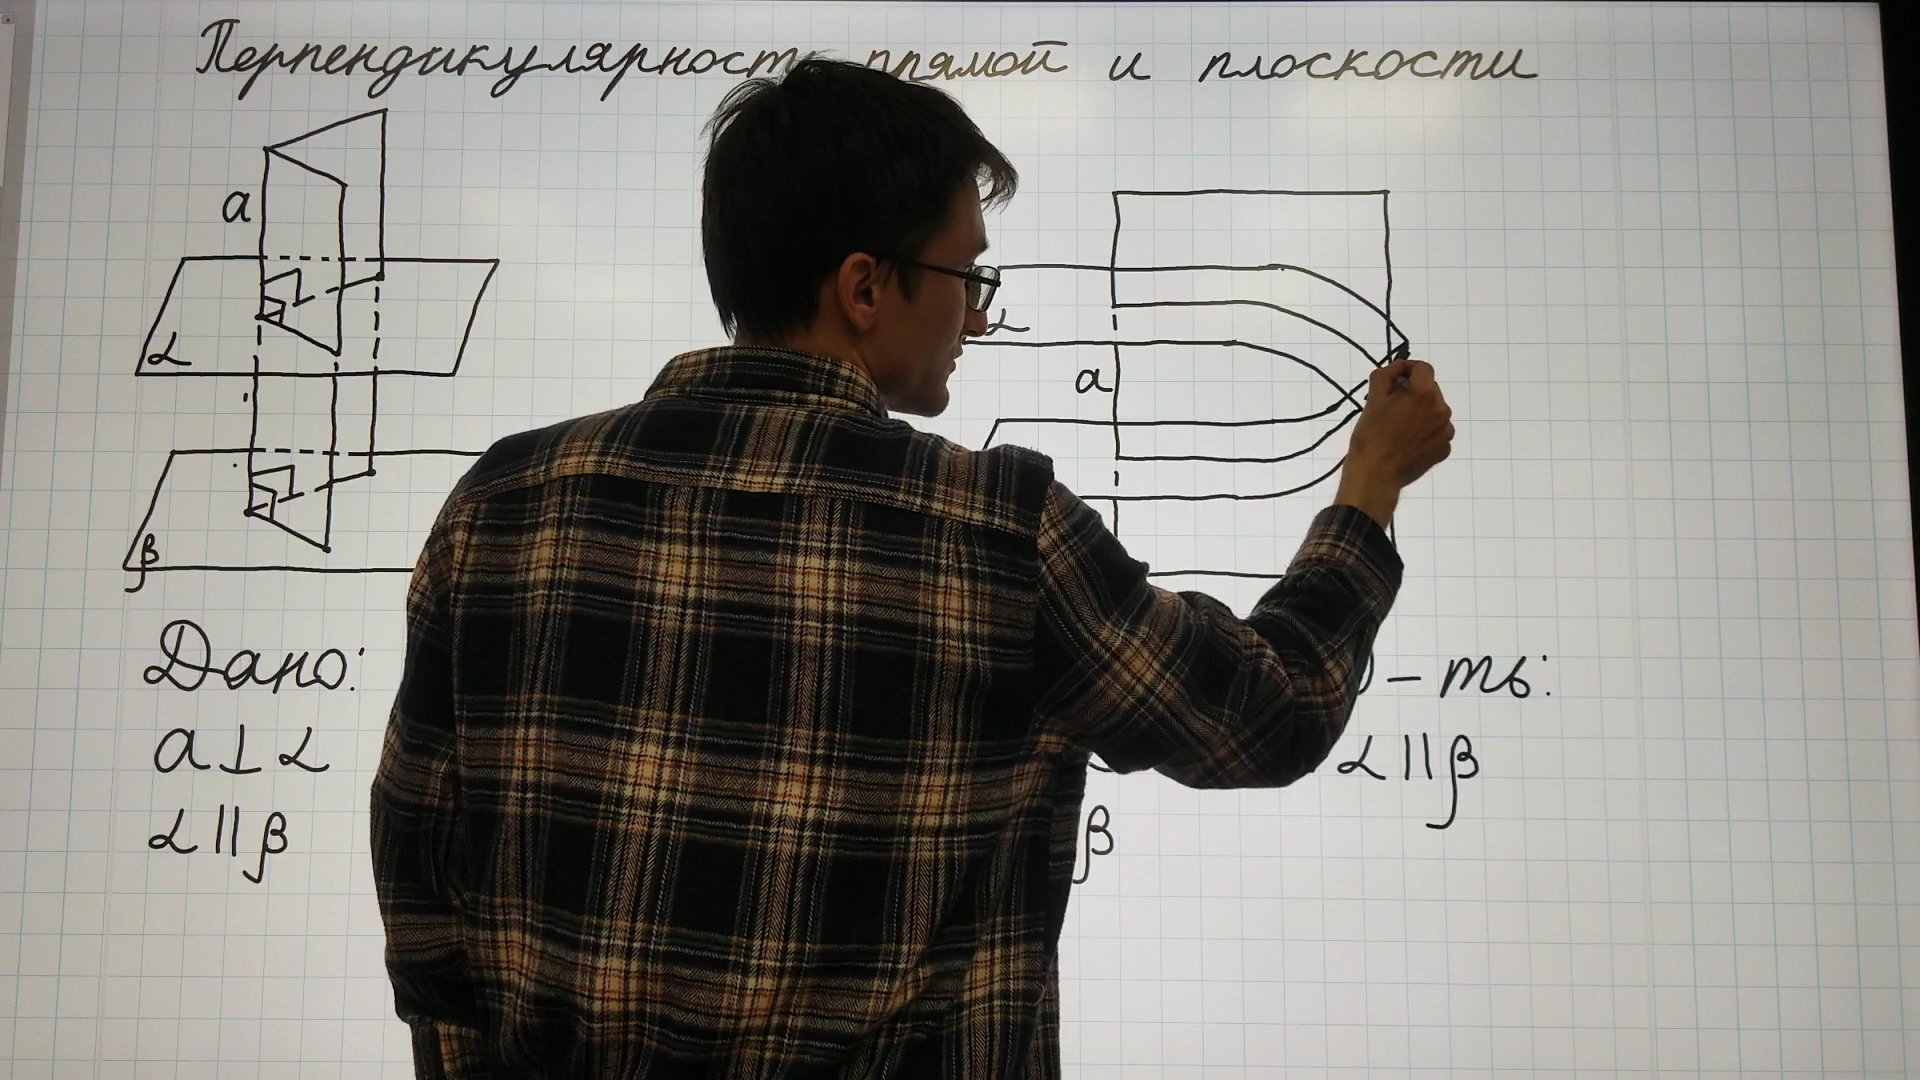 Перпендикулярность прямой и плоскости
a
α
β
α
a
Дано:
a ⊥ α
α || β
β
-ть:
α || β